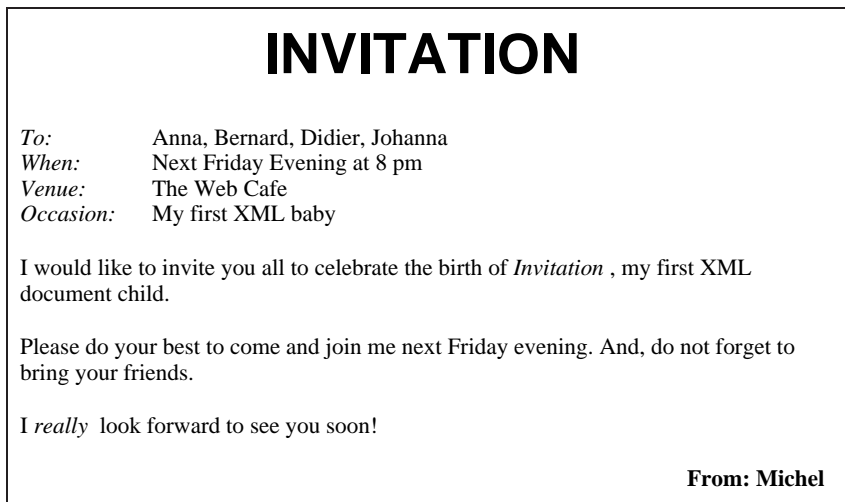 INVITATION
To: Anna, Bernard, Didier, Johanna
When: Next Friday Evening at 8 pm
Venue: The Web Cafe
Occasion: My first XML baby
I would like to invite you all to celebrate the birth of Invitation , my first XML
document child.
Please do your best to come and join me next Friday evening. And, do not forget to
bring your friends.
I really look forward to see you soon!
From: Michel